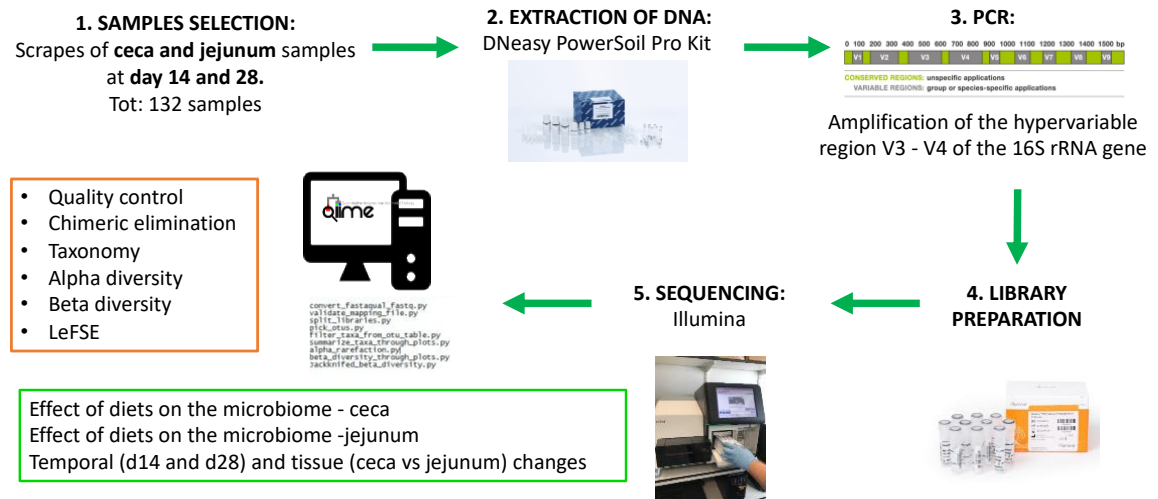 1. SAMPLES SELECTION:
Scrapes of ceca and jejunum samples
at day 14 and 28.
Tot: 132 samples
2. EXTRACTION OF DNA:
DNeasy PowerSoil Pro Kit
3. PCR:
0 100 200 300 400 500 600 700 800 900 1000 1100 1200 1300 1400 1500 bp
V1 V2 V3 V4 V5 V6 V7 V8 V9
CONSERVED REGIONS: unspecific applications
VARIABLE REGIONS: group or species-specific applications
Amplification of the hypervariable
region V3 - V4 of the 16S rRNA gene
4. LIBRARY
PREPARATION
5. SEQUENCING:
Illumina
QIIME
convert_fastaqual_fastq.py
validate_mapping_file.py
split_libraries.py
pick_otus.py
filter_taxa_from_otu_table.py
summarize_taxa_through_plots.py
alpha_rarefaction.py
beta_diversity_through_plots.py
Jackknifed_beta_diversity.py
• Quality control
• Chimeric elimination
• Taxonomy
• Alpha diversity
• Beta diversity
• LeFSE
Effect of diets on the microbiome - ceca
Effect of diets on the microbiome -jejunum
Temporal (d14 and d28) and tissue (ceca vs jejunum) changes